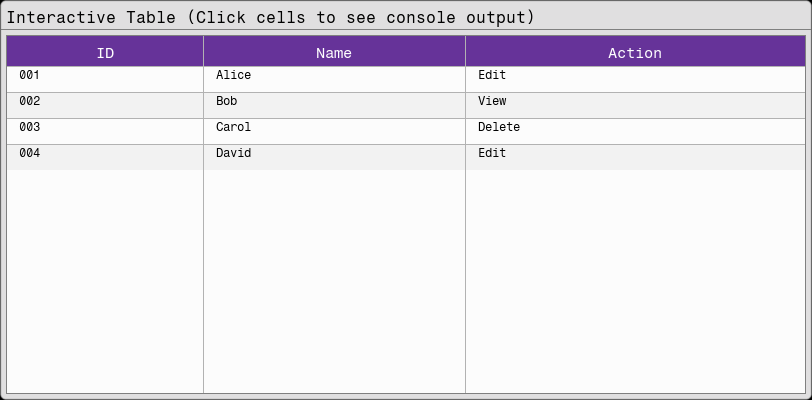 Interactive Table (Click cells to see console output)
ID Name Action
001 Alice Edit
002 Bob View
003 Carol Delete
004 David Edit